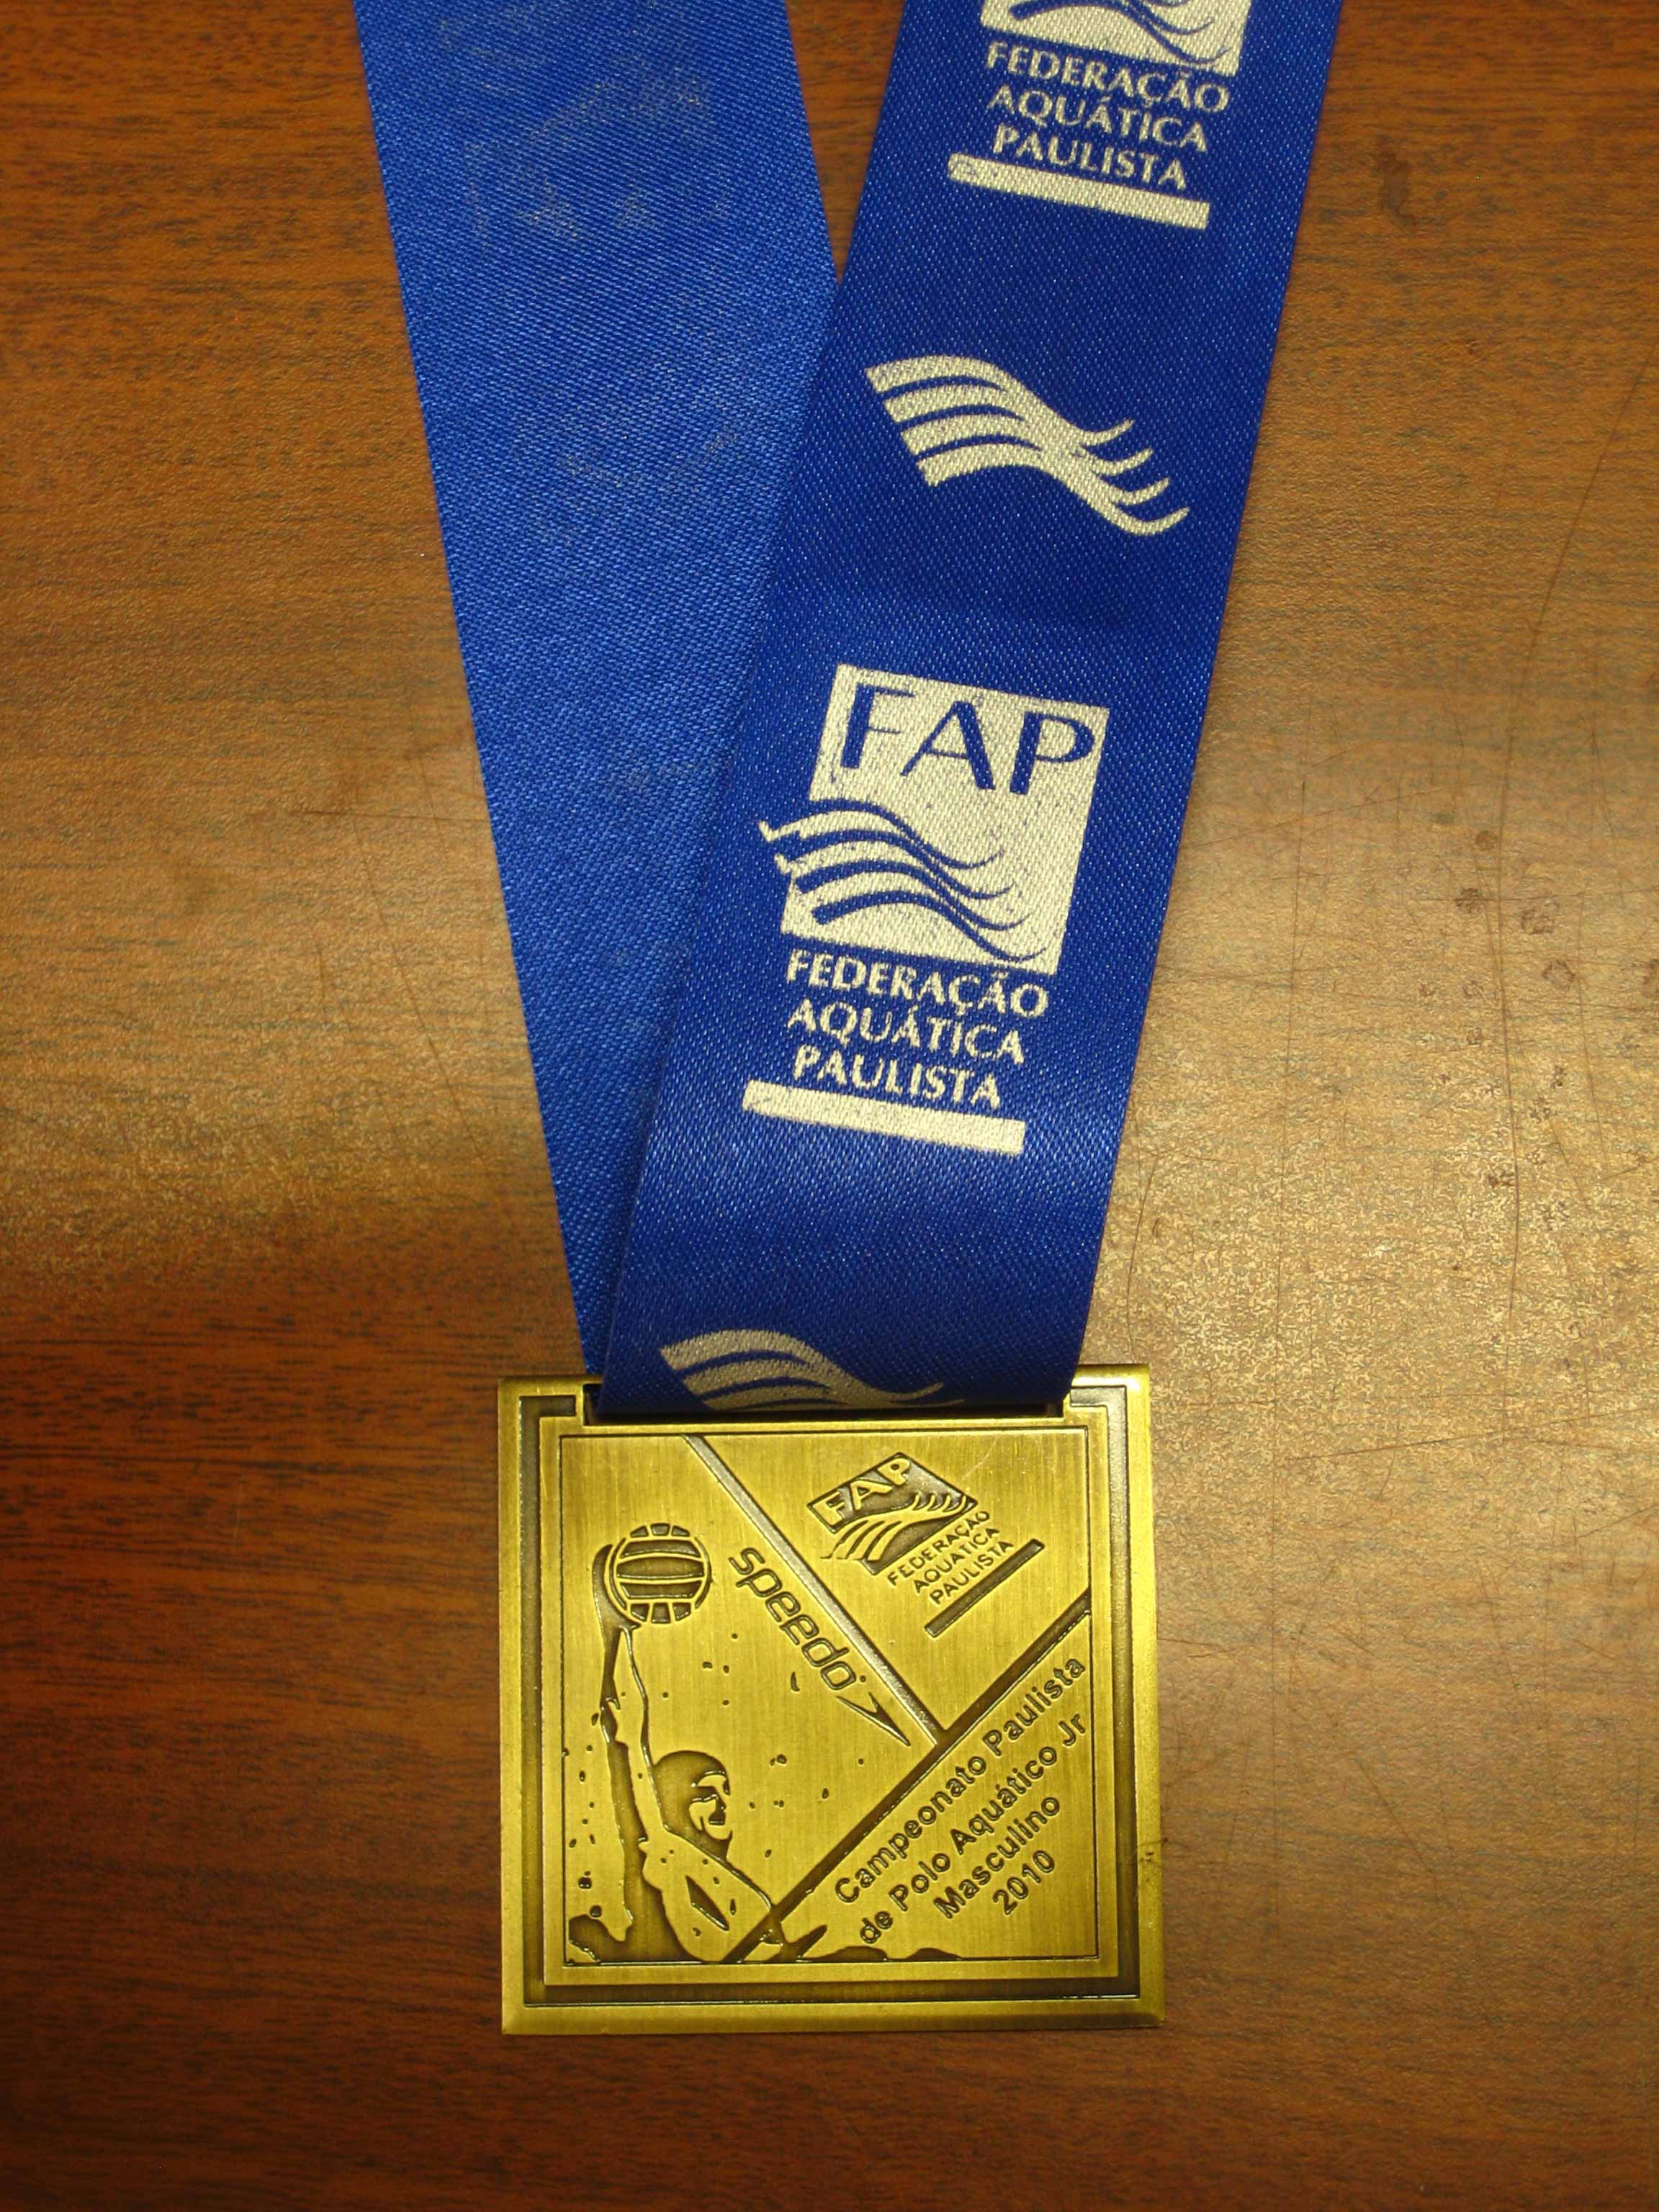 FEDERAÇÃO
AQUÁTICA
PAULISTA
FAP
FEDERAÇÃO
AQUÁTICA
PAULISTA
FAP
FEDERAÇÃO
AQUATICA
PAULISTA
speedo
Campeonato Paulista
de Polo Aquático Jr
Masculino
2010